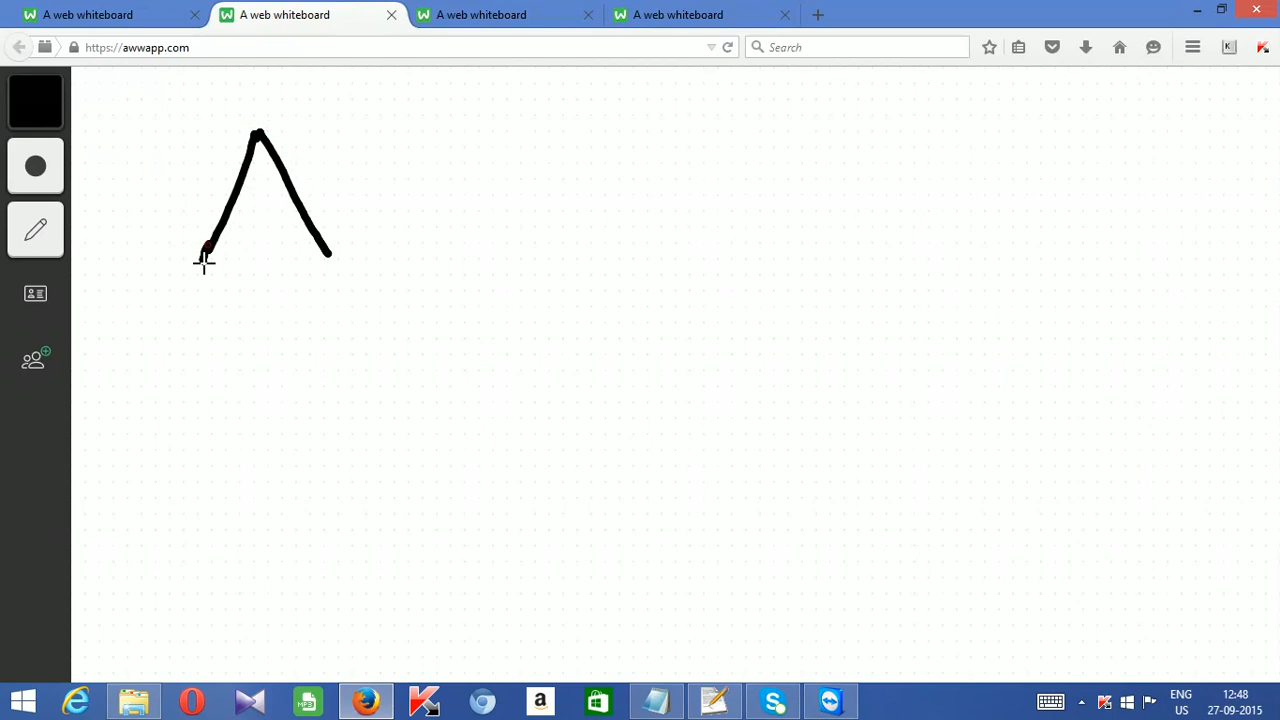 A web whiteboard A web whiteboard A web whiteboard A web whiteboard
https://awwapp.com Search
MP3
ENG 12:48
US 27-09-2015